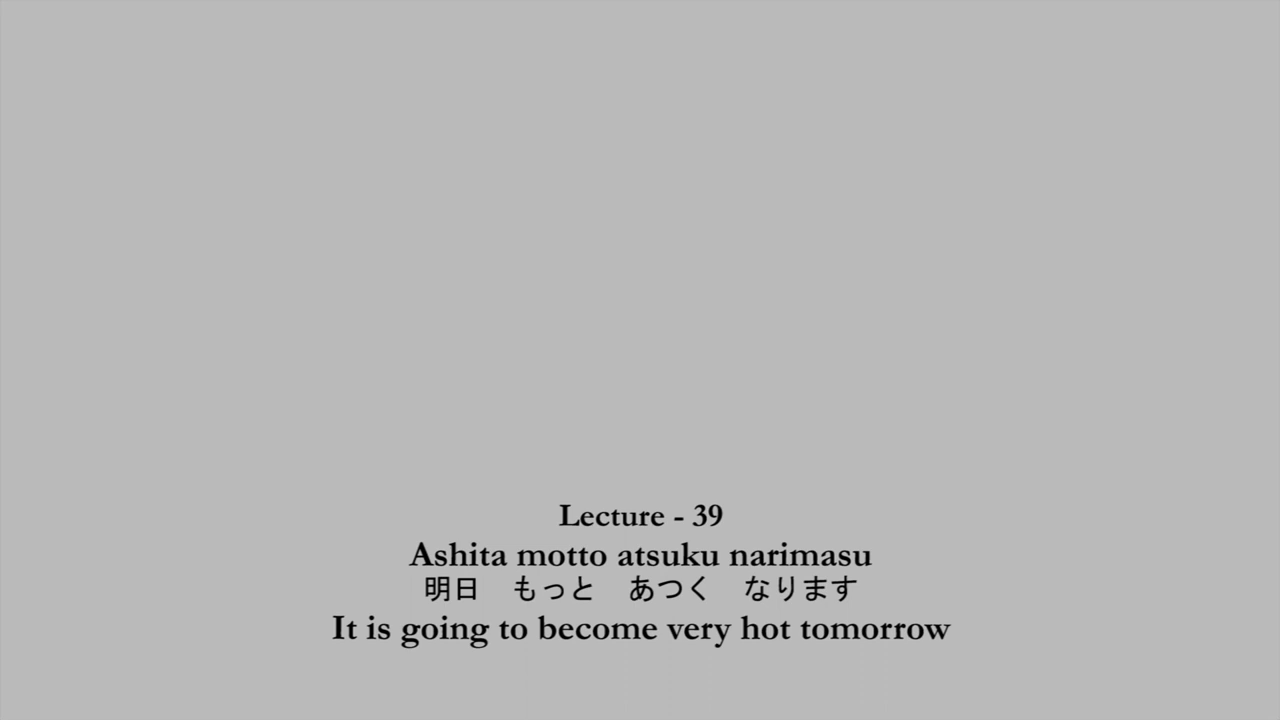 Lecture - 39
Ashita motto atsuku narimasu
明日　もっと　あつく　なります
It is going to become very hot tomorrow